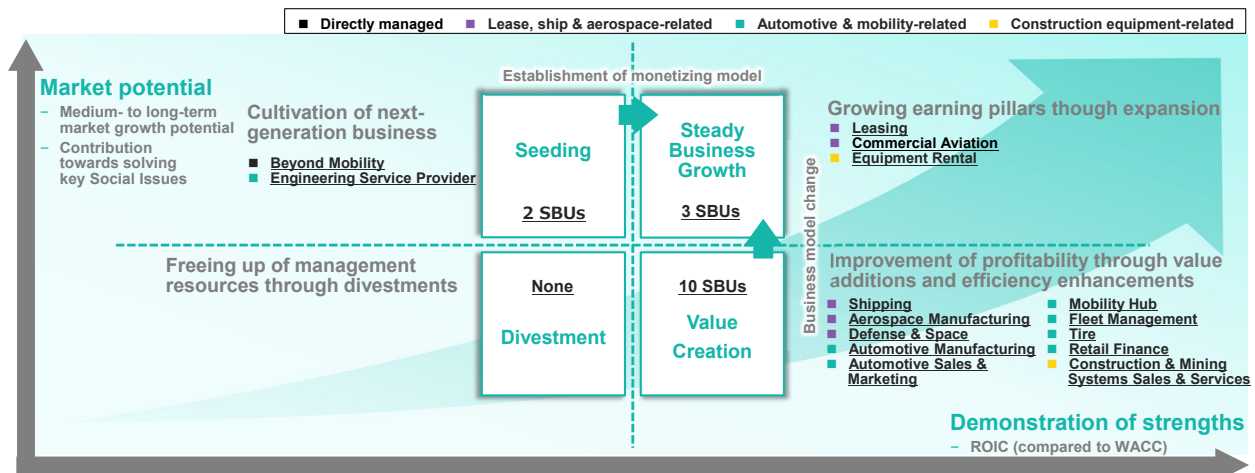 Directly managed
Lease, ship & aerospace-related
Automotive & mobility-related
Construction equipment-related
Market potential
– Medium- to long-term
market growth potential
– Contribution
towards solving
key Social Issues
Cultivation of next-
generation business
Beyond Mobility
Engineering Service Provider
Establishment of monetizing model
Seeding
2 SBUs
Steady
Business
Growth
3 SBUs
Business model change
Growing earning pillars though expansion
Leasing
Commercial Aviation
Equipment Rental
Freeing up of management
resources through divestments
None
Divestment
10 SBUs
Value
Creation
Improvement of profitability through value
additions and efficiency enhancements
Shipping
Aerospace Manufacturing
Defense & Space
Automotive Manufacturing
Automotive Sales &
Marketing
Mobility Hub
Fleet Management
Tire
Retail Finance
Construction & Mining
Systems Sales & Services
Demonstration of strengths
– ROIC (compared to WACC)